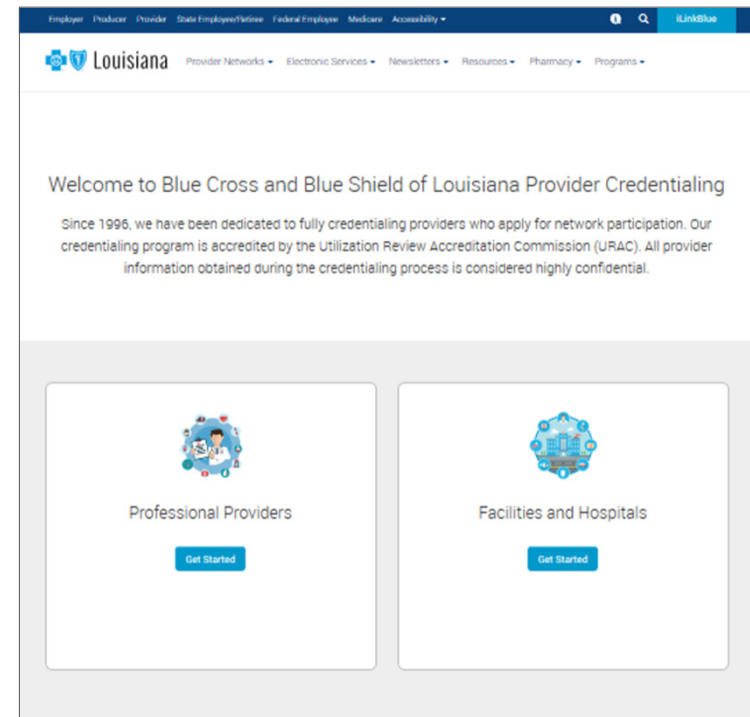 Employer Producer Provider State Employee/Retiree Federal Employee Medicare Accessibility iLinkBlue
Louisiana Provider Networks Electronic Services Newsletters Resources Pharmacy Programs
Welcome to Blue Cross and Blue Shield of Louisiana Provider Credentialing
Since 1996, we have been dedicated to fully credentialing providers who apply for network participation. Our
credentialing program is accredited by the Utilization Review Accreditation Commission (URAC). All provider
information obtained during the credentialing process is considered highly confidential.
Professional Providers Facilities and Hospitals
Get Started Get Started